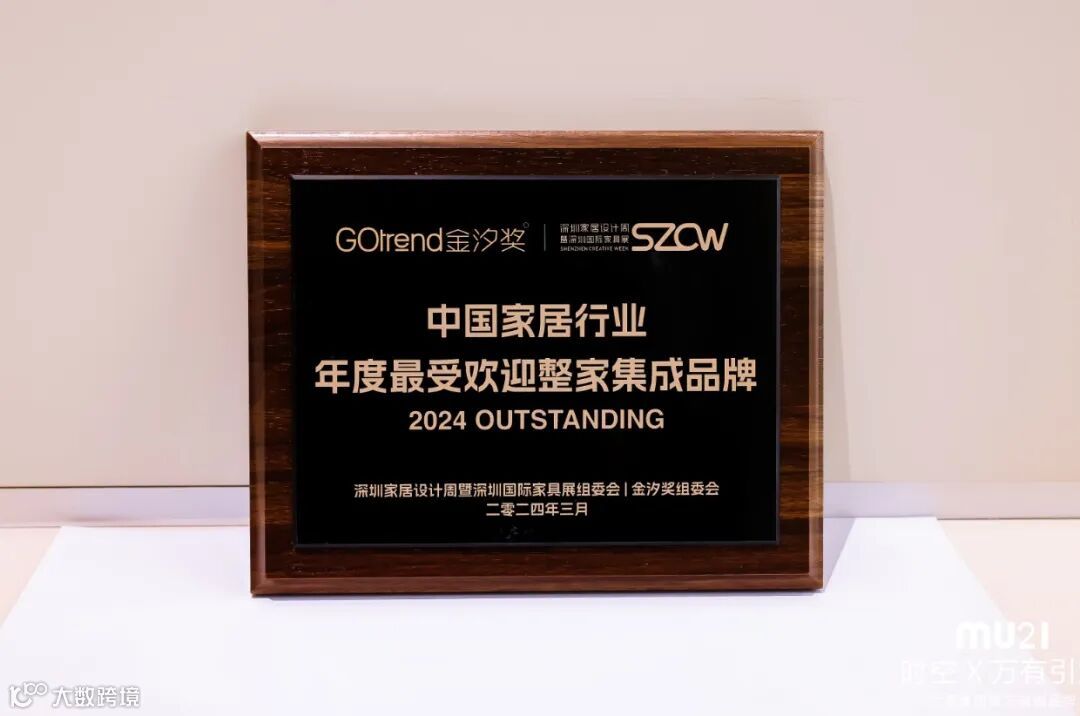 GOtrend金汐奖
深圳家居设计周
暨深圳国际家具展
SHENZHEN CREATIVE WEEK
SZCW
中国家居行业
年度最受欢迎整家集成品牌
2024 OUTSTANDING
深圳家居设计周暨深圳国际家具展组委会|金汐奖组委会
二零二四年三月
mu21
时空X万有引
大数跨境